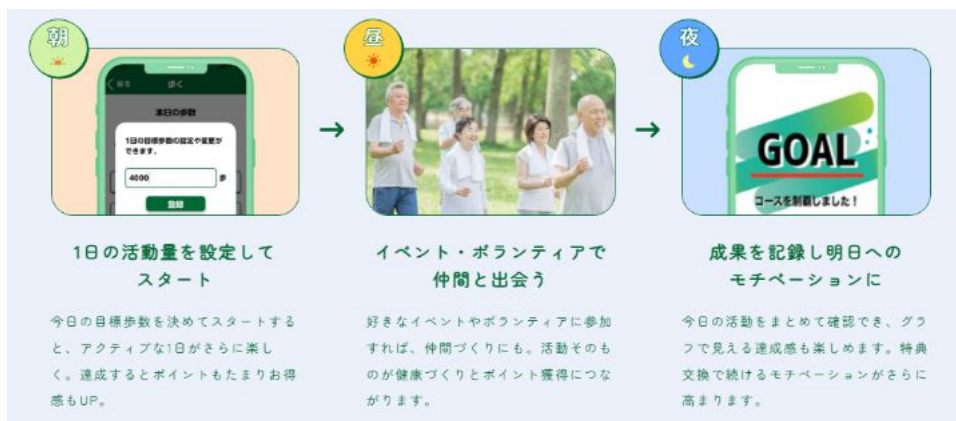 朝
戻る 歩く
本日の歩数
1日の目標歩数の設定や変更が
できます。
4000 歩
登録
→
1日の活動量を設定して
スタート
今日の目標歩数を決めてスタートする
と、アクティブな1日がさらに楽し
く。達成するとポイントもたまりお得
感もUP。
昼
→
イベント・ボランティアで
仲間と出会う
好きなイベントやボランティアに参加
すれば、仲間づくりにも。活動そのも
のが健康づくりとポイント獲得につな
がります。
夜
GOAL
コースを制覇しました!
成果を記録し明日への
モチベーションに
今日の活動をまとめて確認でき、グラ
フで見える達成感も楽しめます。特典
交換で続けるモチベーションがさらに
高まります。